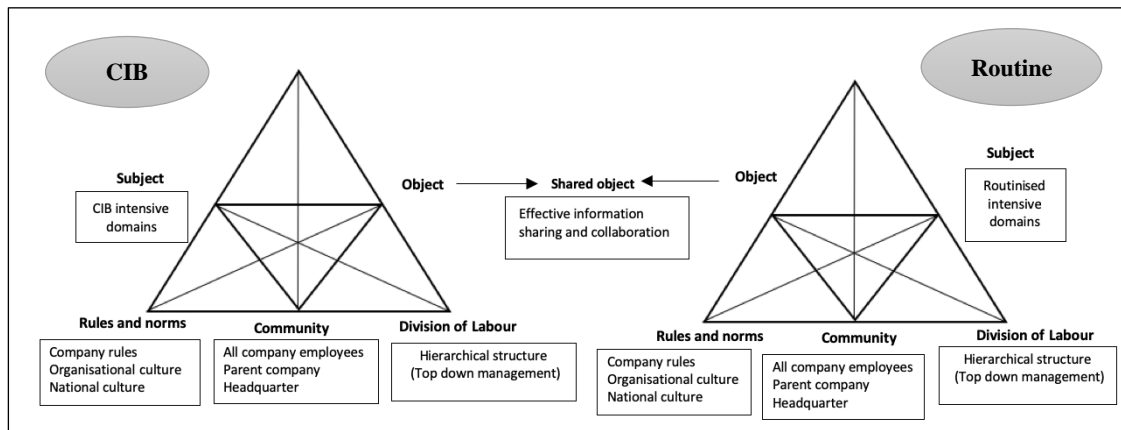 CIB
Routine
Subject
CIB intensive
domains
Object
Shared object
Effective information
sharing and collaboration
Object
Subject
Routinised
intensive
domains
Rules and norms
Company rules
Organisational culture
National culture
Community
All company employees
Parent company
Headquarter
Division of Labour
Hierarchical structure
(Top down management)
Rules and norms
Company rules
Organisational culture
National culture
Community
All company employees
Parent company
Headquarter
Division of Labour
Hierarchical structure
(Top down management)